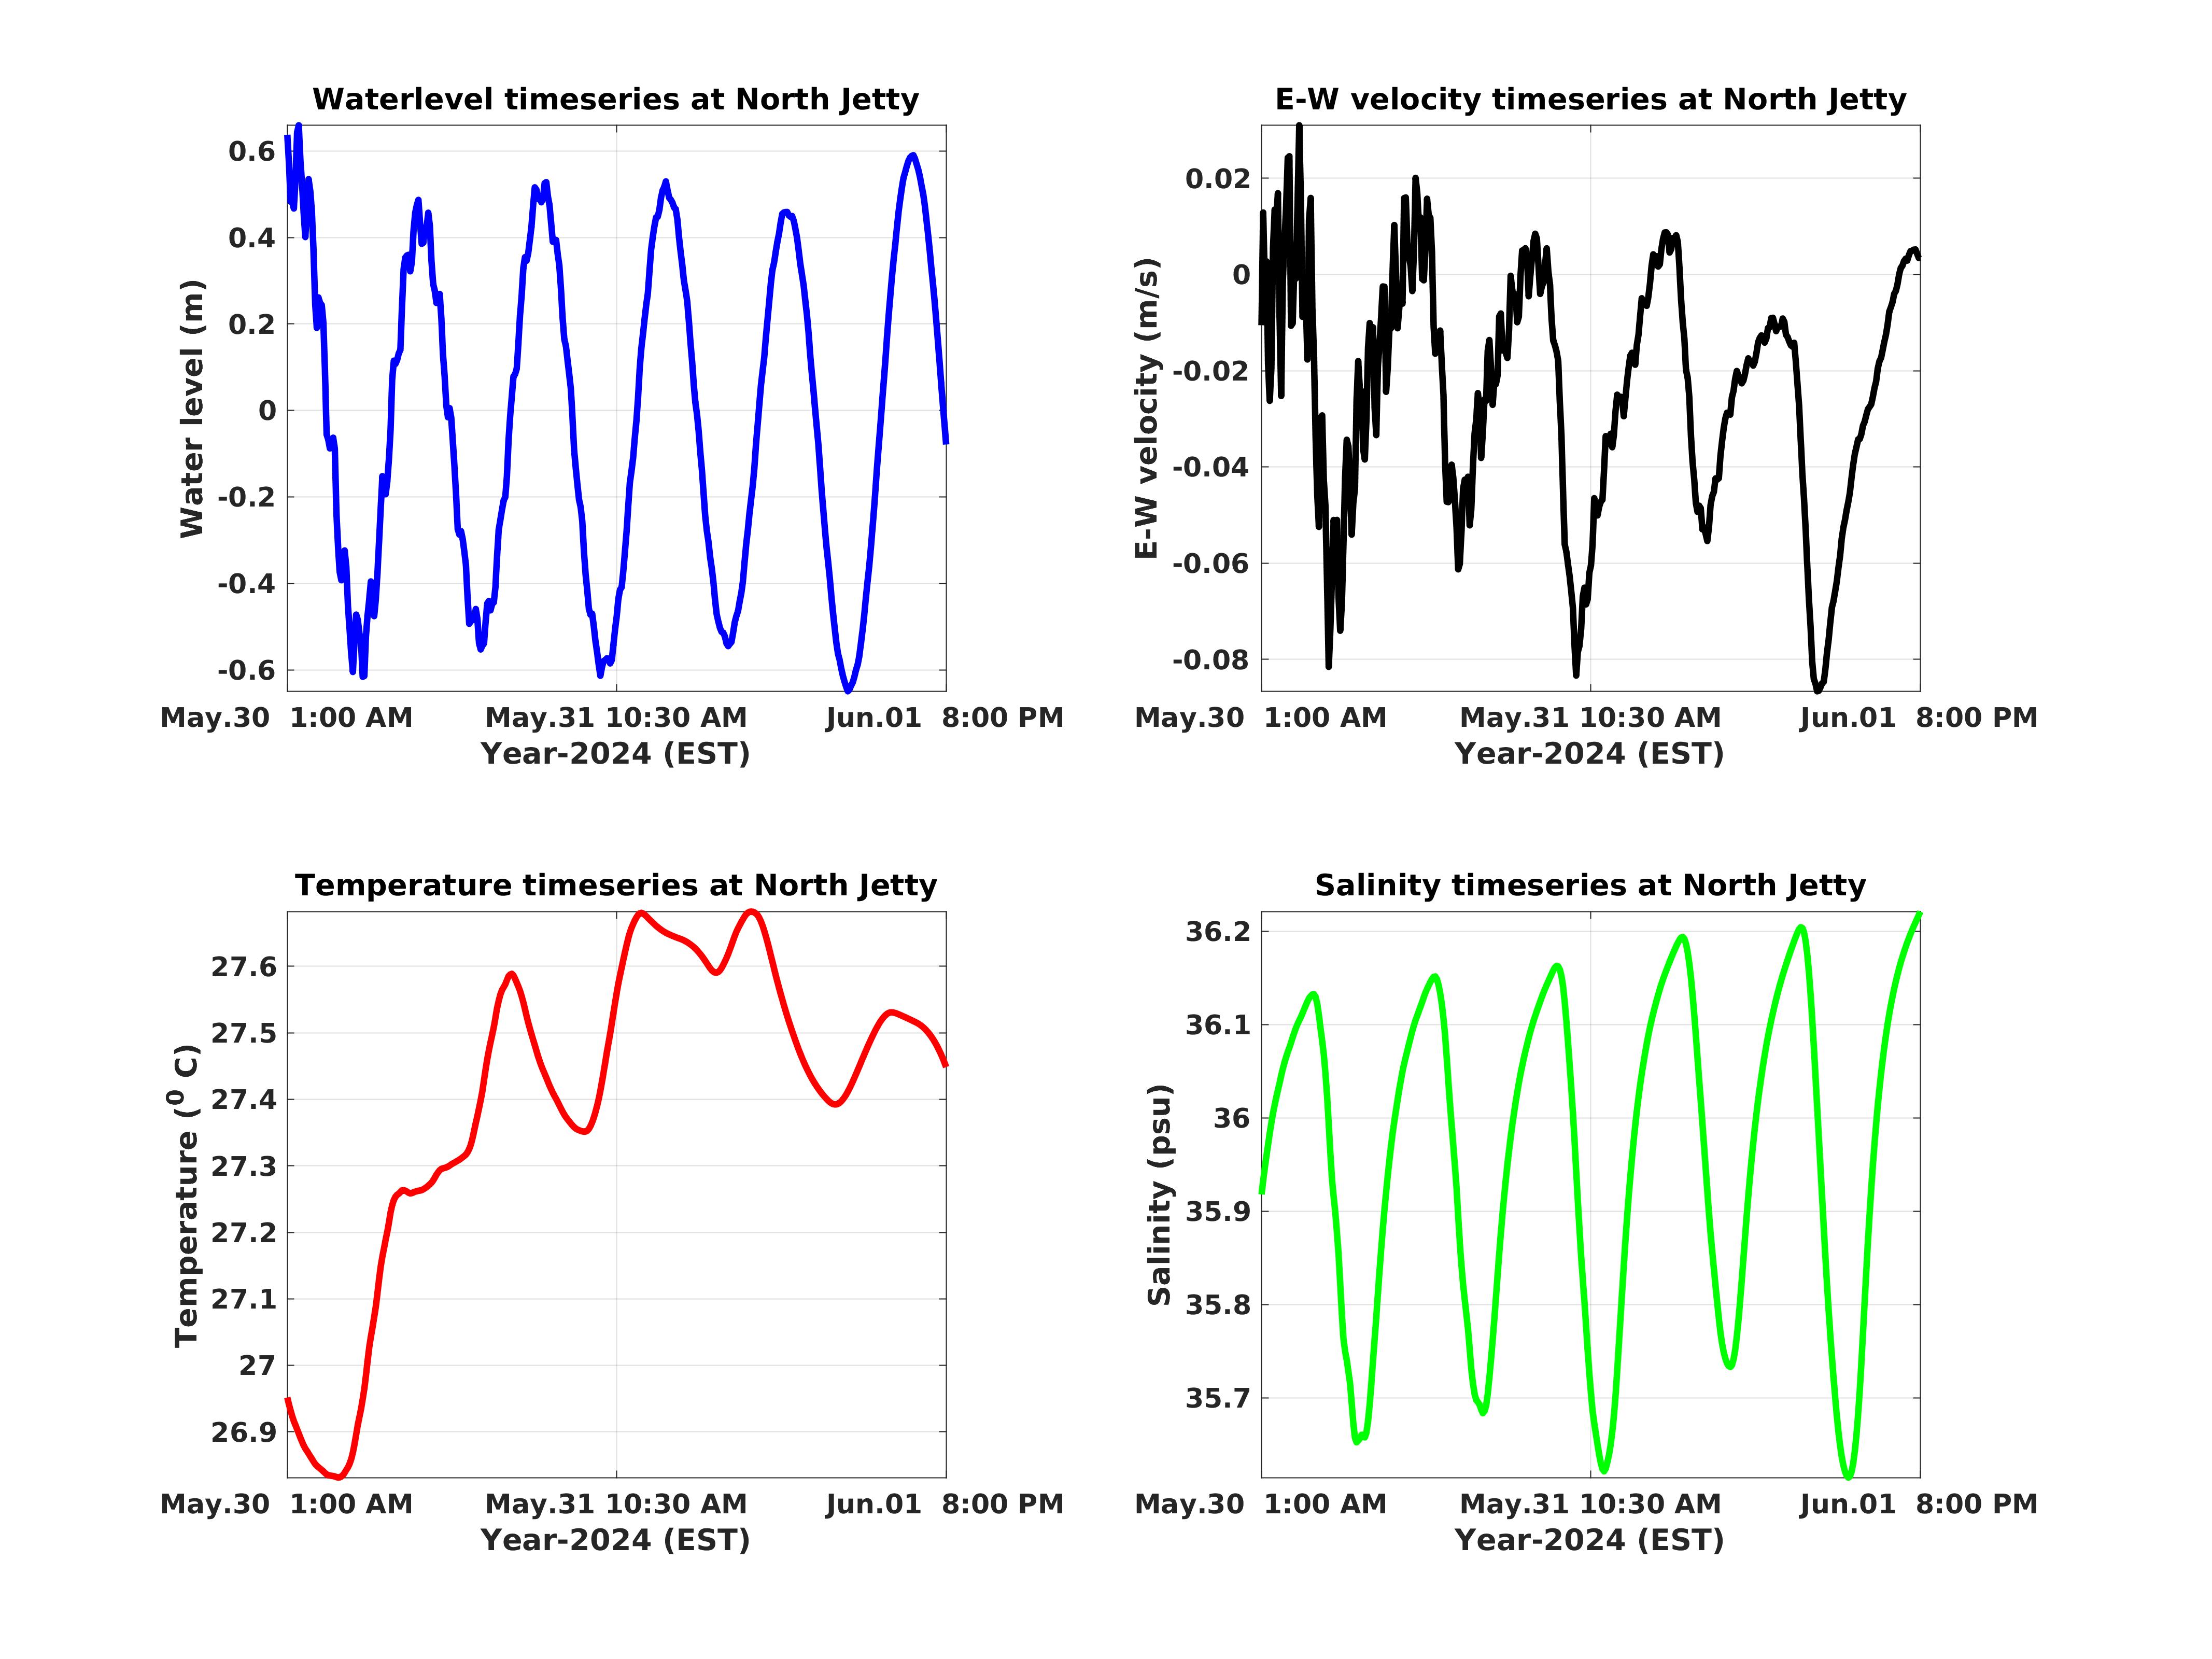 Waterlevel timeseries at North Jetty
0.6
0.4
0.2
0
-0.2
-0.4
-0.6
Water level (m)
May.30 1:00 AM
May.31 10:30 AM
Jun.01 8:00 PM
Year-2024 (EST)
E-W velocity timeseries at North Jetty
0.02
0
-0.02
-0.04
-0.06
-0.08
E-W velocity (m/s)
May.30 1:00 AM
May.31 10:30 AM
Jun.01 8:00 PM
Year-2024 (EST)
Temperature timeseries at North Jetty
27.6
27.5
27.4
27.3
27.2
27.1
27
26.9
Temperature (⁰ C)
May.30 1:00 AM
May.31 10:30 AM
Jun.01 8:00 PM
Year-2024 (EST)
Salinity timeseries at North Jetty
36.2
36.1
36
35.9
35.8
35.7
Salinity (psu)
May.30 1:00 AM
May.31 10:30 AM
Jun.01 8:00 PM
Year-2024 (EST)